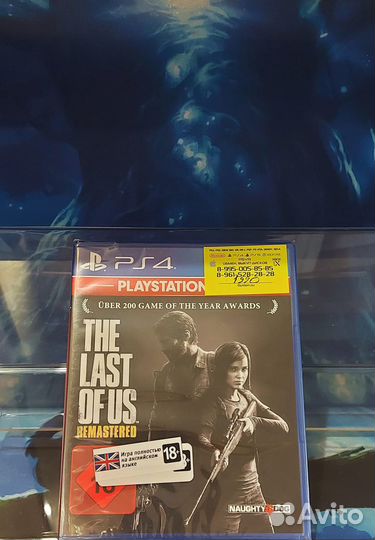 PS4
8-995-005-85-85
8-961-528-28-28
1390
PLAYSTATION
ÜBER 200 GAME OF THE YEAR AWARDS
THE
LAST
OF US
REMASTERED
Игра полностью
на английском
языке
18+
NAUGHTY DOG
Avito